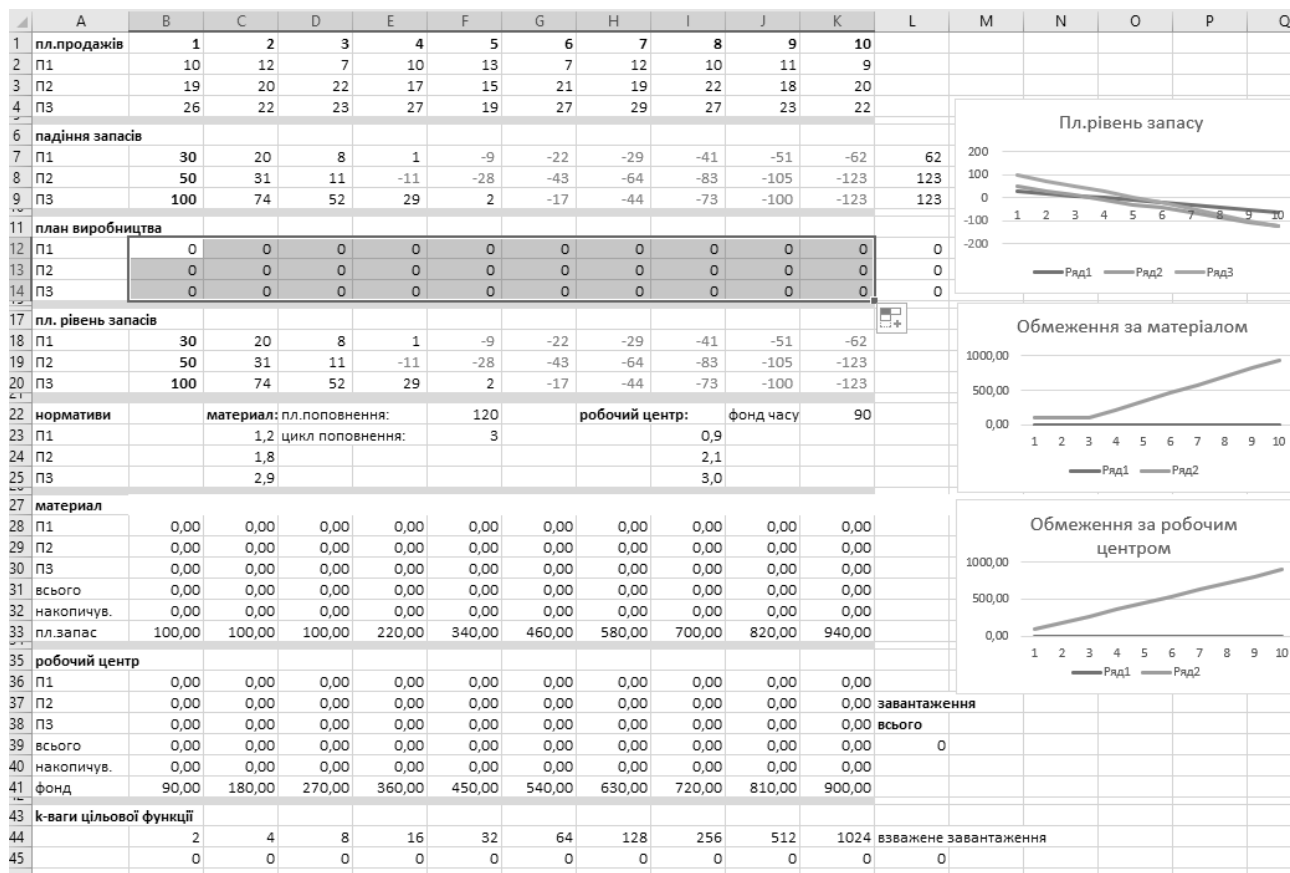 A B C D E F G H I J K L M N O P Q
1 пл.продажів 1 2 3 4 5 6 7 8 9 10
2 П1 10 12 7 10 13 7 12 10 11 9
3 П2 19 20 22 17 15 21 19 22 18 20
4 П3 26 22 23 27 19 27 29 27 23 22
6 падіння запасів
7 П1 30 20 8 1 -9 -22 -29 -41 -51 -62 62
8 П2 50 31 11 -11 -28 -43 -64 -83 -105 -123 123
9 П3 100 74 52 29 2 -17 -44 -73 -100 -123 123
11 план виробництва
12 П1 0 0 0 0 0 0 0 0 0 0 0
13 П2 0 0 0 0 0 0 0 0 0 0 0
14 П3 0 0 0 0 0 0 0 0 0 0 0
17 пл. рівень запасів
18 П1 30 20 8 1 -9 -22 -29 -41 -51 -62
19 П2 50 31 11 -11 -28 -43 -64 -83 -105 -123
20 П3 100 74 52 29 2 -17 -44 -73 -100 -123
22 нормативи материал: пл.поповнення: 120 робочий центр: фонд часу 90
23 П1 1,2 цикл поповнення: 3 0,9
24 П2 1,8 2,1
25 П3 2,9 3,0
27 материал
28 П1 0,00 0,00 0,00 0,00 0,00 0,00 0,00 0,00 0,00 0,00
29 П2 0,00 0,00 0,00 0,00 0,00 0,00 0,00 0,00 0,00 0,00
30 П3 0,00 0,00 0,00 0,00 0,00 0,00 0,00 0,00 0,00 0,00
31 всього 0,00 0,00 0,00 0,00 0,00 0,00 0,00 0,00 0,00 0,00
32 накопичув. 0,00 0,00 0,00 0,00 0,00 0,00 0,00 0,00 0,00 0,00
33 пл.запас 100,00 100,00 100,00 220,00 340,00 460,00 580,00 700,00 820,00 940,00
35 робочий центр
36 П1 0,00 0,00 0,00 0,00 0,00 0,00 0,00 0,00 0,00 0,00
37 П2 0,00 0,00 0,00 0,00 0,00 0,00 0,00 0,00 0,00 0,00 завантаження
38 П3 0,00 0,00 0,00 0,00 0,00 0,00 0,00 0,00 0,00 0,00 всього
39 всього 0,00 0,00 0,00 0,00 0,00 0,00 0,00 0,00 0,00 0,00 0
40 накопичув. 0,00 0,00 0,00 0,00 0,00 0,00 0,00 0,00 0,00 0,00
41 фонд 90,00 180,00 270,00 360,00 450,00 540,00 630,00 720,00 810,00 900,00
43 k-ваги цільової функції
44 2 4 8 16 32 64 128 256 512 1024 взважене завантаження
45 0 0 0 0 0 0 0 0 0 0 0
Пл.рівень запасу
200
100
0
-100
-200
1 2 3 4 5 6 7 8 9 10
Ряд1 Ряд2 Ряд3
Обмеження за матеріалом
1000,00
500,00
0,00
1 2 3 4 5 6 7 8 9 10
Ряд1 Ряд2
Обмеження за робочим
центром
1000,00
500,00
0,00
1 2 3 4 5 6 7 8 9 10
Ряд1 Ряд2